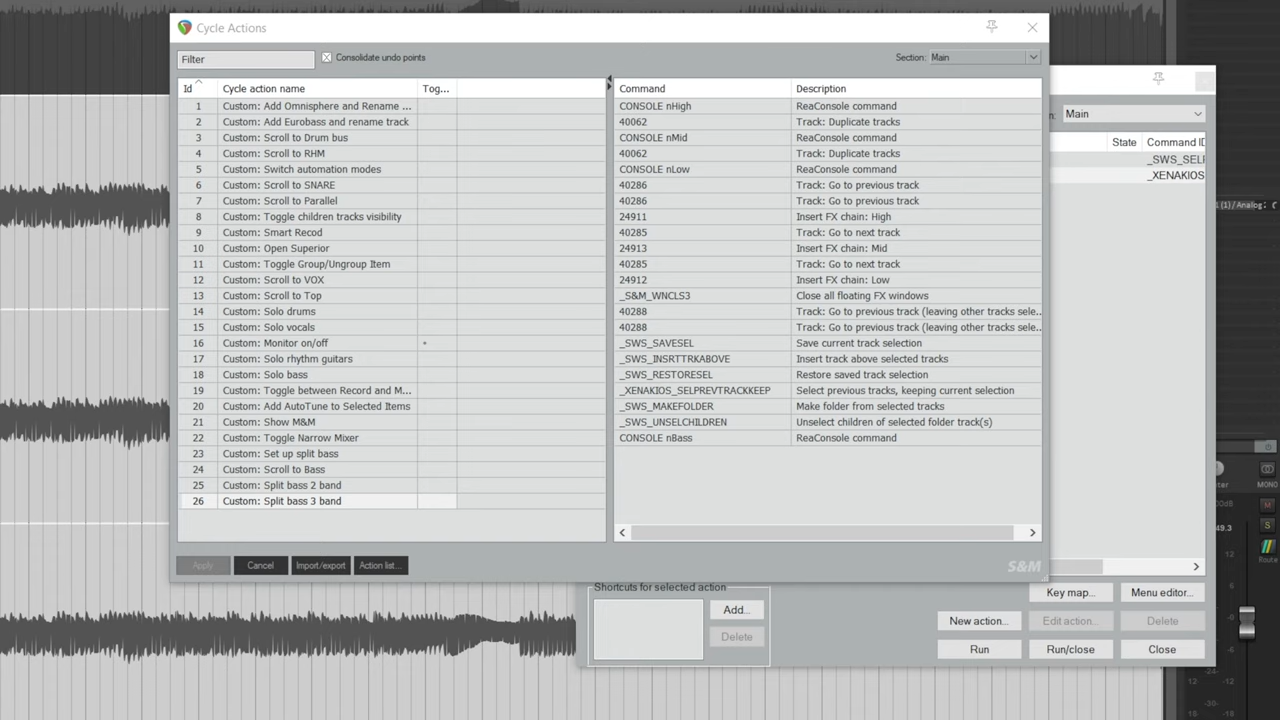 Cycle Actions
Filter
Consolidate undo points
Section: Main
Id Cycle action name Tog...
1 Custom: Add Omnisphere and Rename ...
2 Custom: Add Eurobass and rename track
3 Custom: Scroll to Drum bus
4 Custom: Scroll to RHM
5 Custom: Switch automation modes
6 Custom: Scroll to SNARE
7 Custom: Scroll to Parallel
8 Custom: Toggle children tracks visibility
9 Custom: Smart Recod
10 Custom: Open Superior
11 Custom: Toggle Group/Ungroup Item
12 Custom: Scroll to VOX
13 Custom: Scroll to Top
14 Custom: Solo drums
15 Custom: Solo vocals
16 Custom: Monitor on/off •
17 Custom: Solo rhythm guitars
18 Custom: Solo bass
19 Custom: Toggle between Record and M...
20 Custom: Add AutoTune to Selected Items
21 Custom: Show M&M
22 Custom: Toggle Narrow Mixer
23 Custom: Set up split bass
24 Custom: Scroll to Bass
25 Custom: Split bass 2 band
26 Custom: Split bass 3 band
Command Description
CONSOLE nHigh ReaConsole command
40062 Track: Duplicate tracks
CONSOLE nMid ReaConsole command
40062 Track: Duplicate tracks
CONSOLE nLow ReaConsole command
40286 Track: Go to previous track
40286 Track: Go to previous track
24911 Insert FX chain: High
40285 Track: Go to next track
24913 Insert FX chain: Mid
40285 Track: Go to next track
24912 Insert FX chain: Low
_S&M_WNCLS3 Close all floating FX windows
40288 Track: Go to previous track (leaving other tracks sele..
40288 Track: Go to previous track (leaving other tracks sele..
_SWS_SAVESEL Save current track selection
_SWS_INSRTTRKABOVE Insert track above selected tracks
_SWS_RESTORESEL Restore saved track selection
_XENAKIOS_SELPREVTRACKKEEP Select previous tracks, keeping current selection
_SWS_MAKEFOLDER Make folder from selected tracks
_SWS_UNSELCHILDREN Unselect children of selected folder track(s)
CONSOLE nBass ReaConsole command
Apply Cancel Import/export Action list...
S&M
n: Main
State Command ID
_SWS_SELF
_XENAKIOS
Shortcuts for selected action
Add...
Delete
Key map... Menu editor...
New action... Edit action... Delete
Run Run/close Close
1 (1) / Analog:
MONO
M
49.3
S
12
Route
6
-0
-6
12 -12
-18
-30-